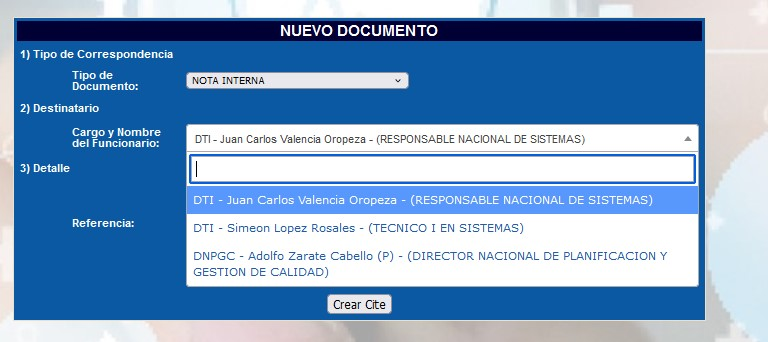 NUEVO DOCUMENTO
1) Tipo de Correspondencia
Tipo de
Documento:
NOTA INTERNA
2) Destinatario
Cargo y Nombre
del Funcionario:
DTI - Juan Carlos Valencia Oropeza - (RESPONSABLE NACIONAL DE SISTEMAS)
3) Detalle
DTI - Juan Carlos Valencia Oropeza - (RESPONSABLE NACIONAL DE SISTEMAS)
Referencia:
DTI - Simeon Lopez Rosales - (TECNICO I EN SISTEMAS)
DNPGC - Adolfo Zarate Cabello (P) - (DIRECTOR NACIONAL DE PLANIFICACION Y
GESTION DE CALIDAD)
Crear Cite